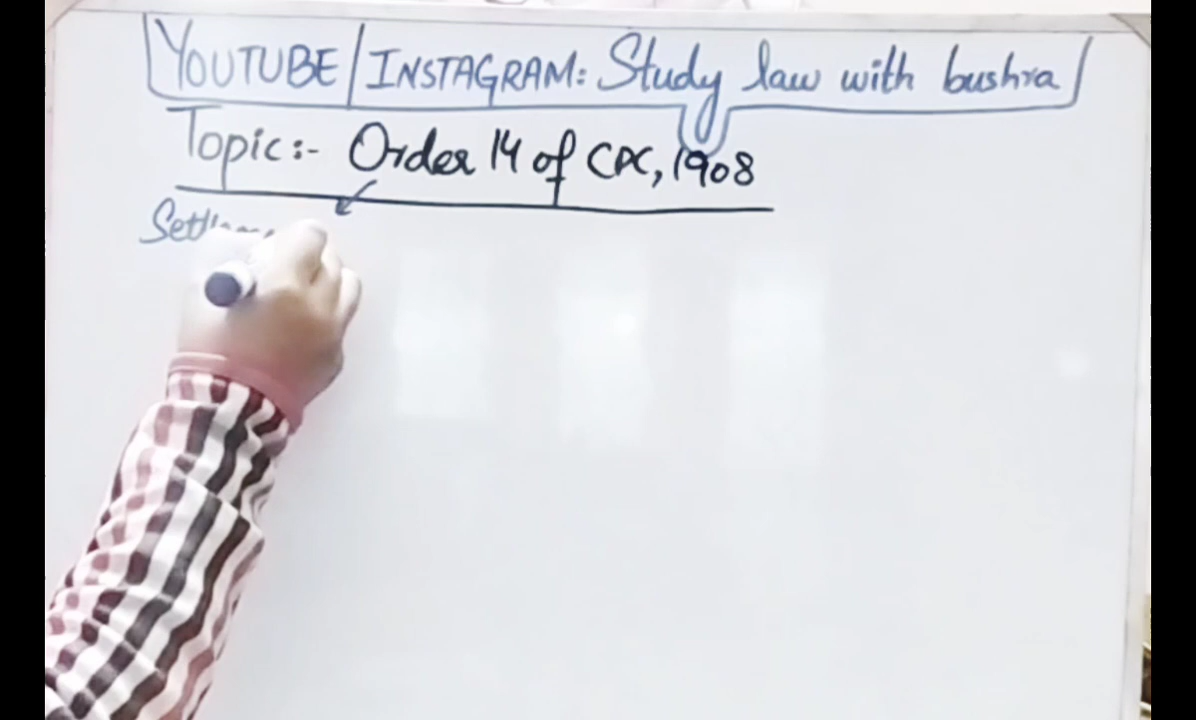 YOUTUBE/INSTAGRAM: Study law with bushra
Topic:- Order 14 of CPC, 1908